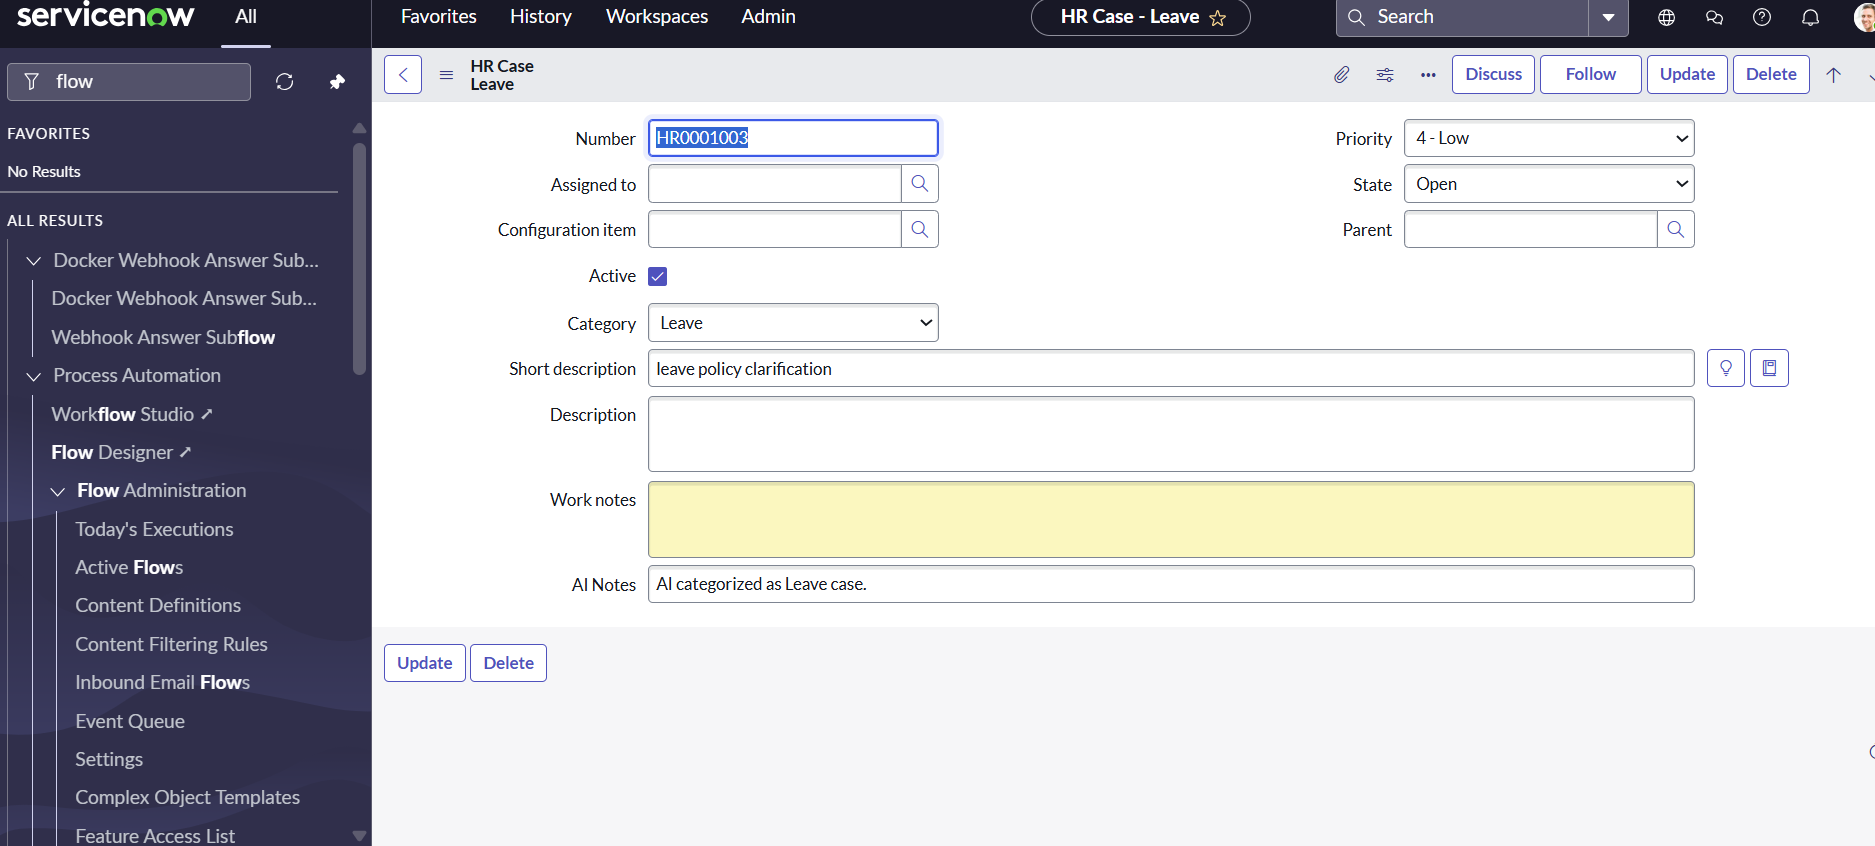 servicenow
All
Favorites
History
Workspaces
Admin
HR Case - Leave
Search
flow
FAVORITES
No Results
ALL RESULTS
Docker Webhook Answer Sub...
Docker Webhook Answer Sub...
Webhook Answer Subflow
Process Automation
Workflow Studio
Flow Designer
Flow Administration
Today's Executions
Active Flows
Content Definitions
Content Filtering Rules
Inbound Email Flows
Event Queue
Settings
Complex Object Templates
Feature Access List
HR Case
Leave
Discuss
Follow
Update
Delete
Number HR0001003
Priority 4 - Low
Assigned to
State Open
Configuration item
Parent
Active
Category Leave
Short description leave policy clarification
Description
Work notes
AI Notes AI categorized as Leave case.
Update
Delete